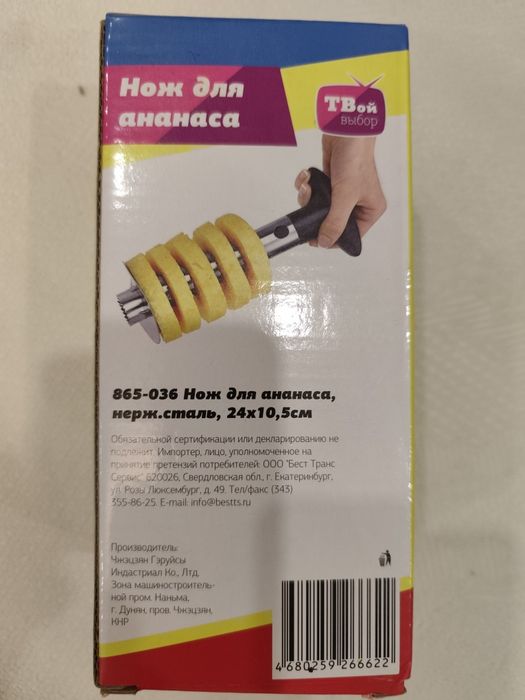 Нож для
ананаса
ТВой
выбор
865-036 Нож для ананаса,
нерж.сталь, 24х10,5см
Обязательной сертификации или декларированию не
подлежит. Импортер, лицо, уполномоченное на
принятие претензий потребителей: ООО "Бест Транс
Сервис" 620026, Свердловская обл., г. Екатеринбург,
ул. Розы Люксембург, д. 49. Тел/факс (343)
355-86-25. E-mail: info@bestts.ru
Производитель:
Чжэцзян Гэруйсы
Индастриал Ко., Лтд.
Зона машиностроитель-
ной пром. Наньма,
г. Дунян, пров. Чжэцзян,
КНР
4 680259 266622